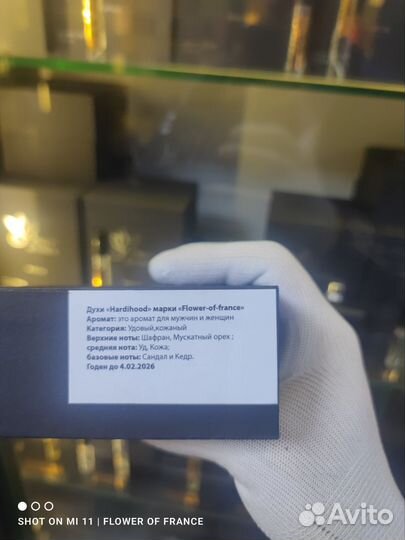 Духи «Hardihood» марки «Flower-of-france»
Аромат: это аромат для мужчин и женщин
Категория: Удовый,кожаный
Верхние ноты: Шафран, Мускатный орех ;
средняя нота: Уд, Кожа;
базовые ноты: Сандал и Кедр.
Годен до 4.02.2026
SHOT ON MI 11 | FLOWER OF FRANCE
Avito